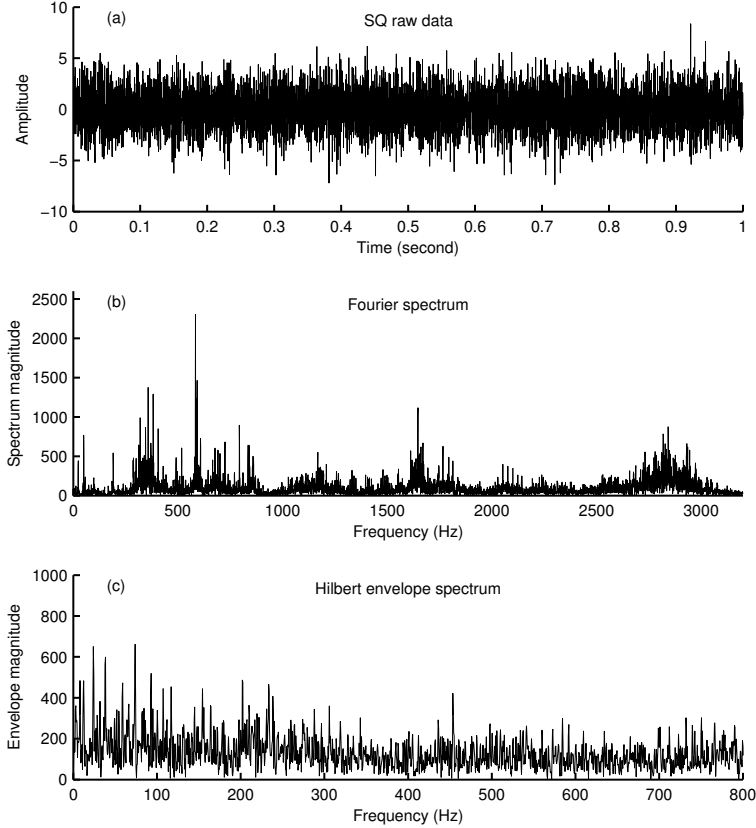 (a)
SQ raw data
10
5
0
−5
−10
Amplitude
0 0.1 0.2 0.3 0.4 0.5 0.6 0.7 0.8 0.9 1
Time (second)
(b)
Fourier spectrum
2500
2000
1500
1000
500
0
Spectrum magnitude
0 500 1000 1500 2000 2500 3000
Frequency (Hz)
(c)
Hilbert envelope spectrum
1000
800
600
400
200
0
Envelope magnitude
0 100 200 300 400 500 600 700 800
Frequency (Hz)